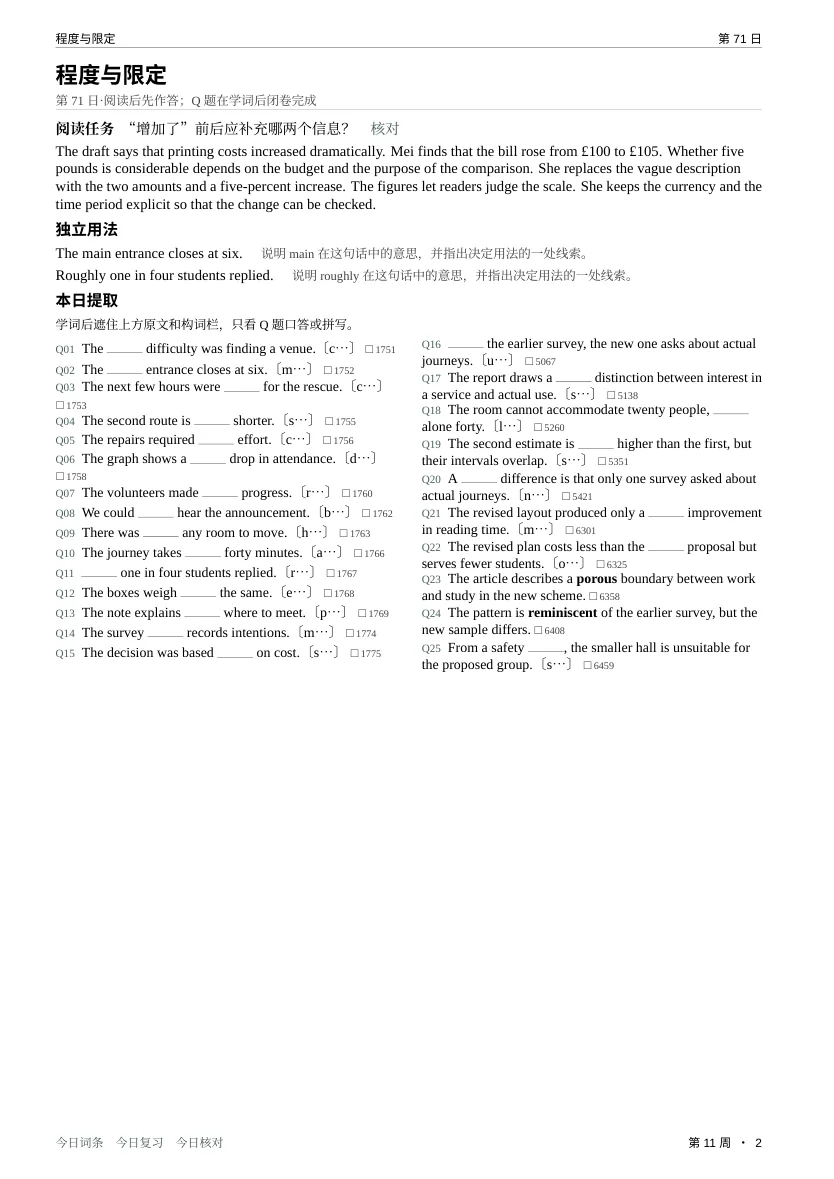 程度与限定 第 71 日
程度与限定
第 71 日·阅读后先作答；Q 题在学词后闭卷完成
阅读任务 “增加了”前后应补充哪两个信息？ 核对
The draft says that printing costs increased dramatically. Mei finds that the bill rose from £100 to £105. Whether five
pounds is considerable depends on the budget and the purpose of the comparison. She replaces the vague description
with the two amounts and a five-percent increase. The figures let readers judge the scale. She keeps the currency and the
time period explicit so that the change can be checked.
独立用法
The main entrance closes at six. 说明 main 在这句话中的意思，并指出决定用法的一处线索。
Roughly one in four students replied. 说明 roughly 在这句话中的意思，并指出决定用法的一处线索。
本日提取
学词后遮住上方原文和构词栏，只看 Q 题口答或拼写。
Q01 The _____ difficulty was finding a venue.〔c···〕 □ 1751
Q02 The _____ entrance closes at six.〔m···〕 □ 1752
Q03 The next few hours were _____ for the rescue.〔c···〕
□ 1753
Q04 The second route is _____ shorter.〔s···〕 □ 1755
Q05 The repairs required _____ effort.〔c···〕 □ 1756
Q06 The graph shows a _____ drop in attendance.〔d···〕
□ 1758
Q07 The volunteers made _____ progress.〔r···〕 □ 1760
Q08 We could _____ hear the announcement.〔b···〕 □ 1762
Q09 There was _____ any room to move.〔h···〕 □ 1763
Q10 The journey takes _____ forty minutes.〔a···〕 □ 1766
Q11 _____ one in four students replied.〔r···〕 □ 1767
Q12 The boxes weigh _____ the same.〔e···〕 □ 1768
Q13 The note explains _____ where to meet.〔p···〕 □ 1769
Q14 The survey _____ records intentions.〔m···〕 □ 1774
Q15 The decision was based _____ on cost.〔s···〕 □ 1775
Q16 _____ the earlier survey, the new one asks about actual
journeys.〔u···〕 □ 5067
Q17 The report draws a _____ distinction between interest in
a service and actual use.〔s···〕 □ 5138
Q18 The room cannot accommodate twenty people, _____
alone forty.〔l···〕 □ 5260
Q19 The second estimate is _____ higher than the first, but
their intervals overlap.〔s···〕 □ 5351
Q20 A _____ difference is that only one survey asked about
actual journeys.〔n···〕 □ 5421
Q21 The revised layout produced only a _____ improvement
in reading time.〔m···〕 □ 6301
Q22 The revised plan costs less than the _____ proposal but
serves fewer students.〔o···〕 □ 6325
Q23 The article describes a porous boundary between work
and study in the new scheme. □ 6358
Q24 The pattern is reminiscent of the earlier survey, but the
new sample differs. □ 6408
Q25 From a safety _____, the smaller hall is unsuitable for
the proposed group.〔s···〕 □ 6459
今日词条 今日复习 今日核对 第 11 周 · 2